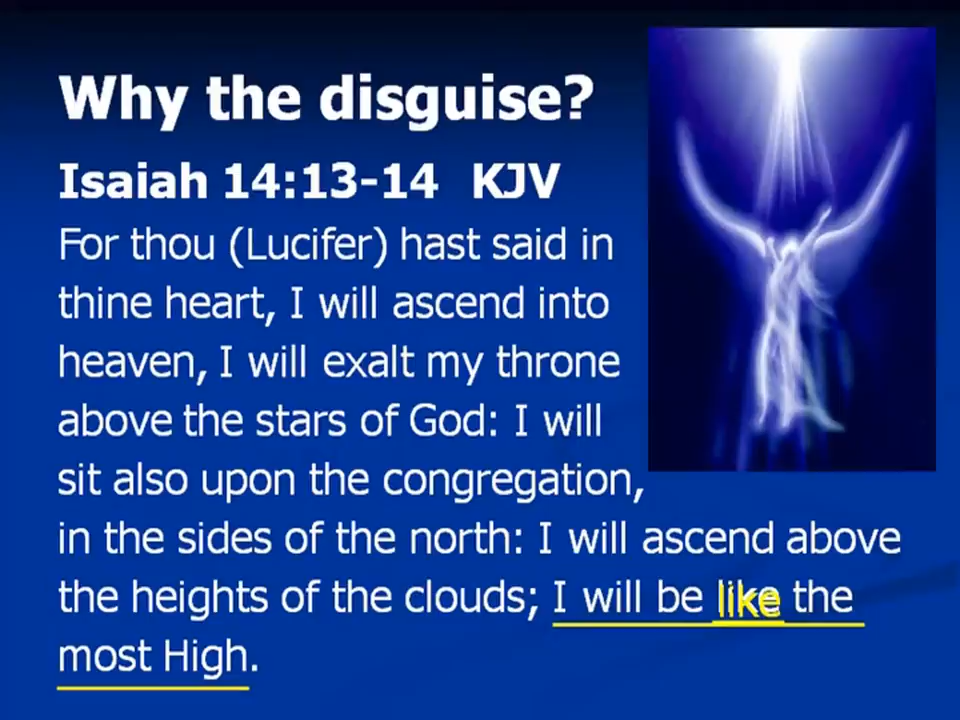 Why the disguise?
Isaiah 14:13-14 KJV
For thou (Lucifer) hast said in
thine heart, I will ascend into
heaven, I will exalt my throne
above the stars of God: I will
sit also upon the congregation,
in the sides of the north: I will ascend above
the heights of the clouds; I will be like the
most High.